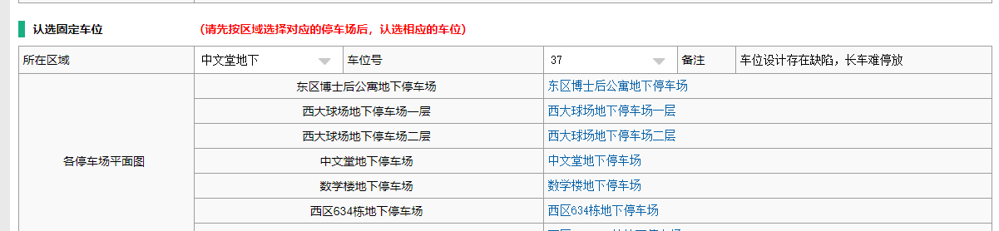 认选固定车位 (请先按区域选择对应的停车场后，认选相应的车位)
所在区域 中文堂地下 车位号 37 备注 车位设计存在缺陷，长车难停放
东区博士后公寓地下停车场 东区博士后公寓地下停车场
西大球场地下停车场一层 西大球场地下停车场一层
西大球场地下停车场二层 西大球场地下停车场二层
各停车场平面图 中文堂地下停车场 中文堂地下停车场
数学楼地下停车场 数学楼地下停车场
西区634栋地下停车场 西区634栋地下停车场